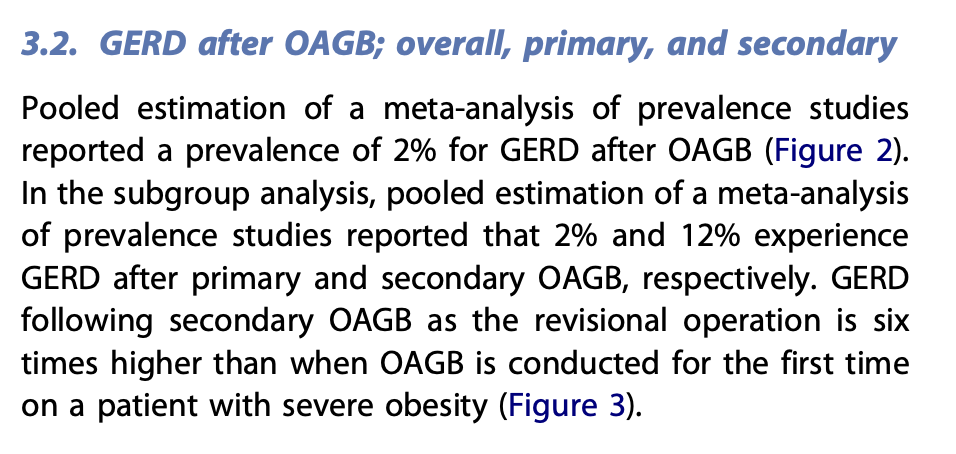 3.2. GERD after OAGB; overall, primary, and secondary
Pooled estimation of a meta-analysis of prevalence studies
reported a prevalence of 2% for GERD after OAGB (Figure 2).
In the subgroup analysis, pooled estimation of a meta-analysis
of prevalence studies reported that 2% and 12% experience
GERD after primary and secondary OAGB, respectively. GERD
following secondary OAGB as the revisional operation is six
times higher than when OAGB is conducted for the first time
on a patient with severe obesity (Figure 3).